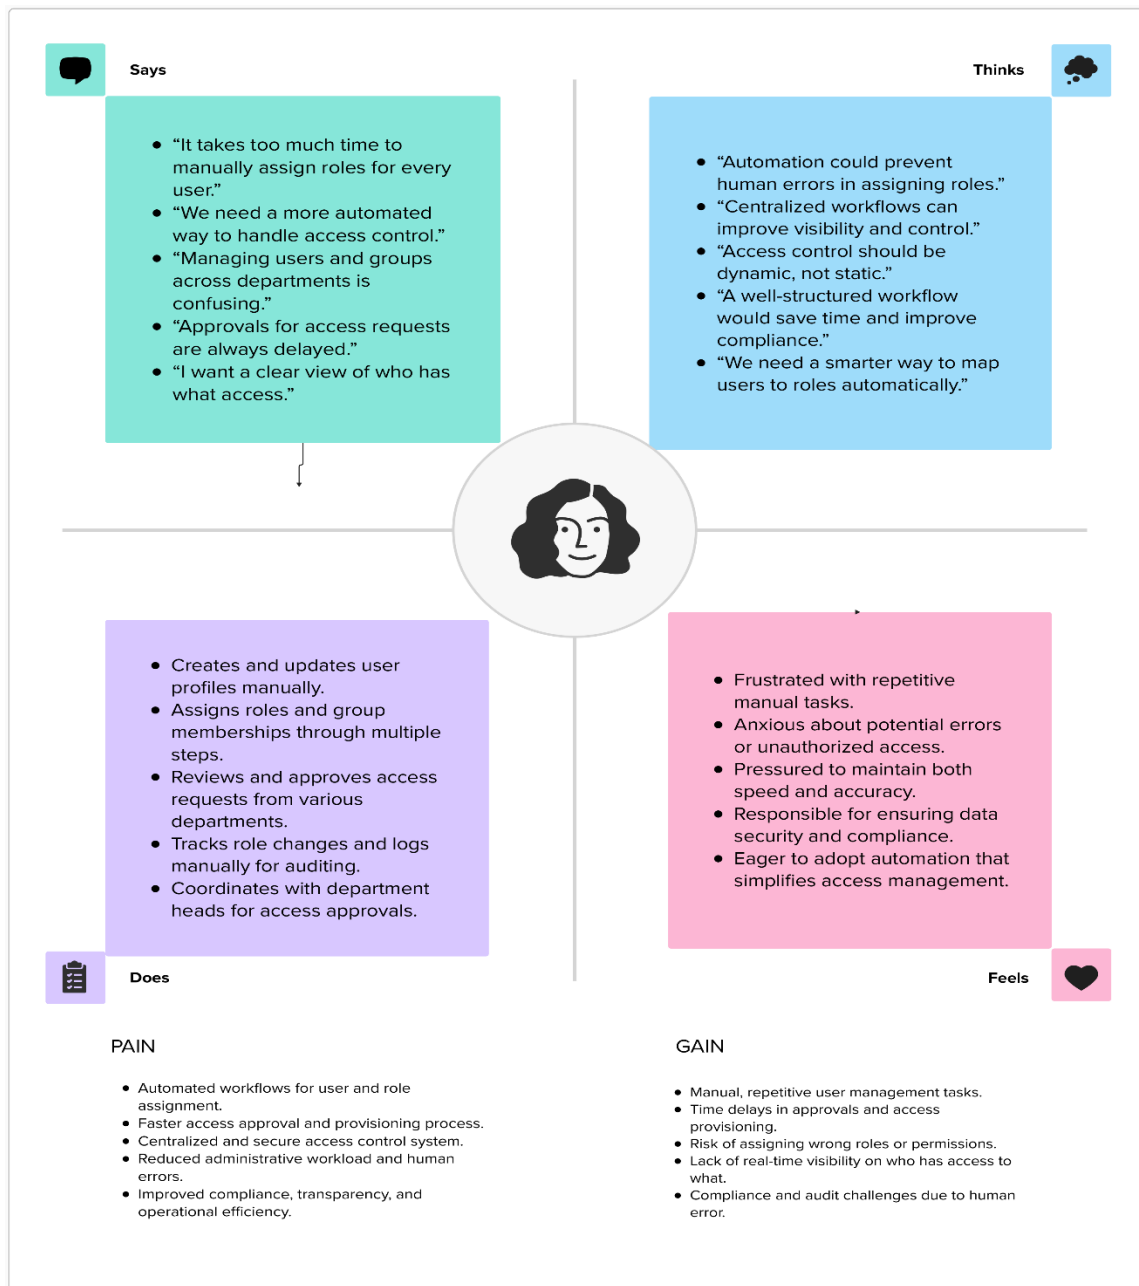 Says
• “It takes too much time to
manually assign roles for every
user.”
• “We need a more automated
way to handle access control.”
• “Managing users and groups
across departments is
confusing.”
• “Approvals for access requests
are always delayed.”
• “I want a clear view of who has
what access.”
Thinks
• “Automation could prevent
human errors in assigning roles.”
• “Centralized workflows can
improve visibility and control.”
• “Access control should be
dynamic, not static.”
• “A well-structured workflow
would save time and improve
compliance.”
• “We need a smarter way to map
users to roles automatically.”
• Creates and updates user
profiles manually.
• Assigns roles and group
memberships through multiple
steps.
• Reviews and approves access
requests from various
departments.
• Tracks role changes and logs
manually for auditing.
• Coordinates with department
heads for access approvals.
Does
• Frustrated with repetitive
manual tasks.
• Anxious about potential errors
or unauthorized access.
• Pressured to maintain both
speed and accuracy.
• Responsible for ensuring data
security and compliance.
• Eager to adopt automation that
simplifies access management.
Feels
PAIN
• Automated workflows for user and role
assignment.
• Faster access approval and provisioning process.
• Centralized and secure access control system.
• Reduced administrative workload and human
errors.
• Improved compliance, transparency, and
operational efficiency.
GAIN
• Manual, repetitive user management tasks.
• Time delays in approvals and access
provisioning.
• Risk of assigning wrong roles or permissions.
• Lack of real-time visibility on who has access to
what.
• Compliance and audit challenges due to human
error.